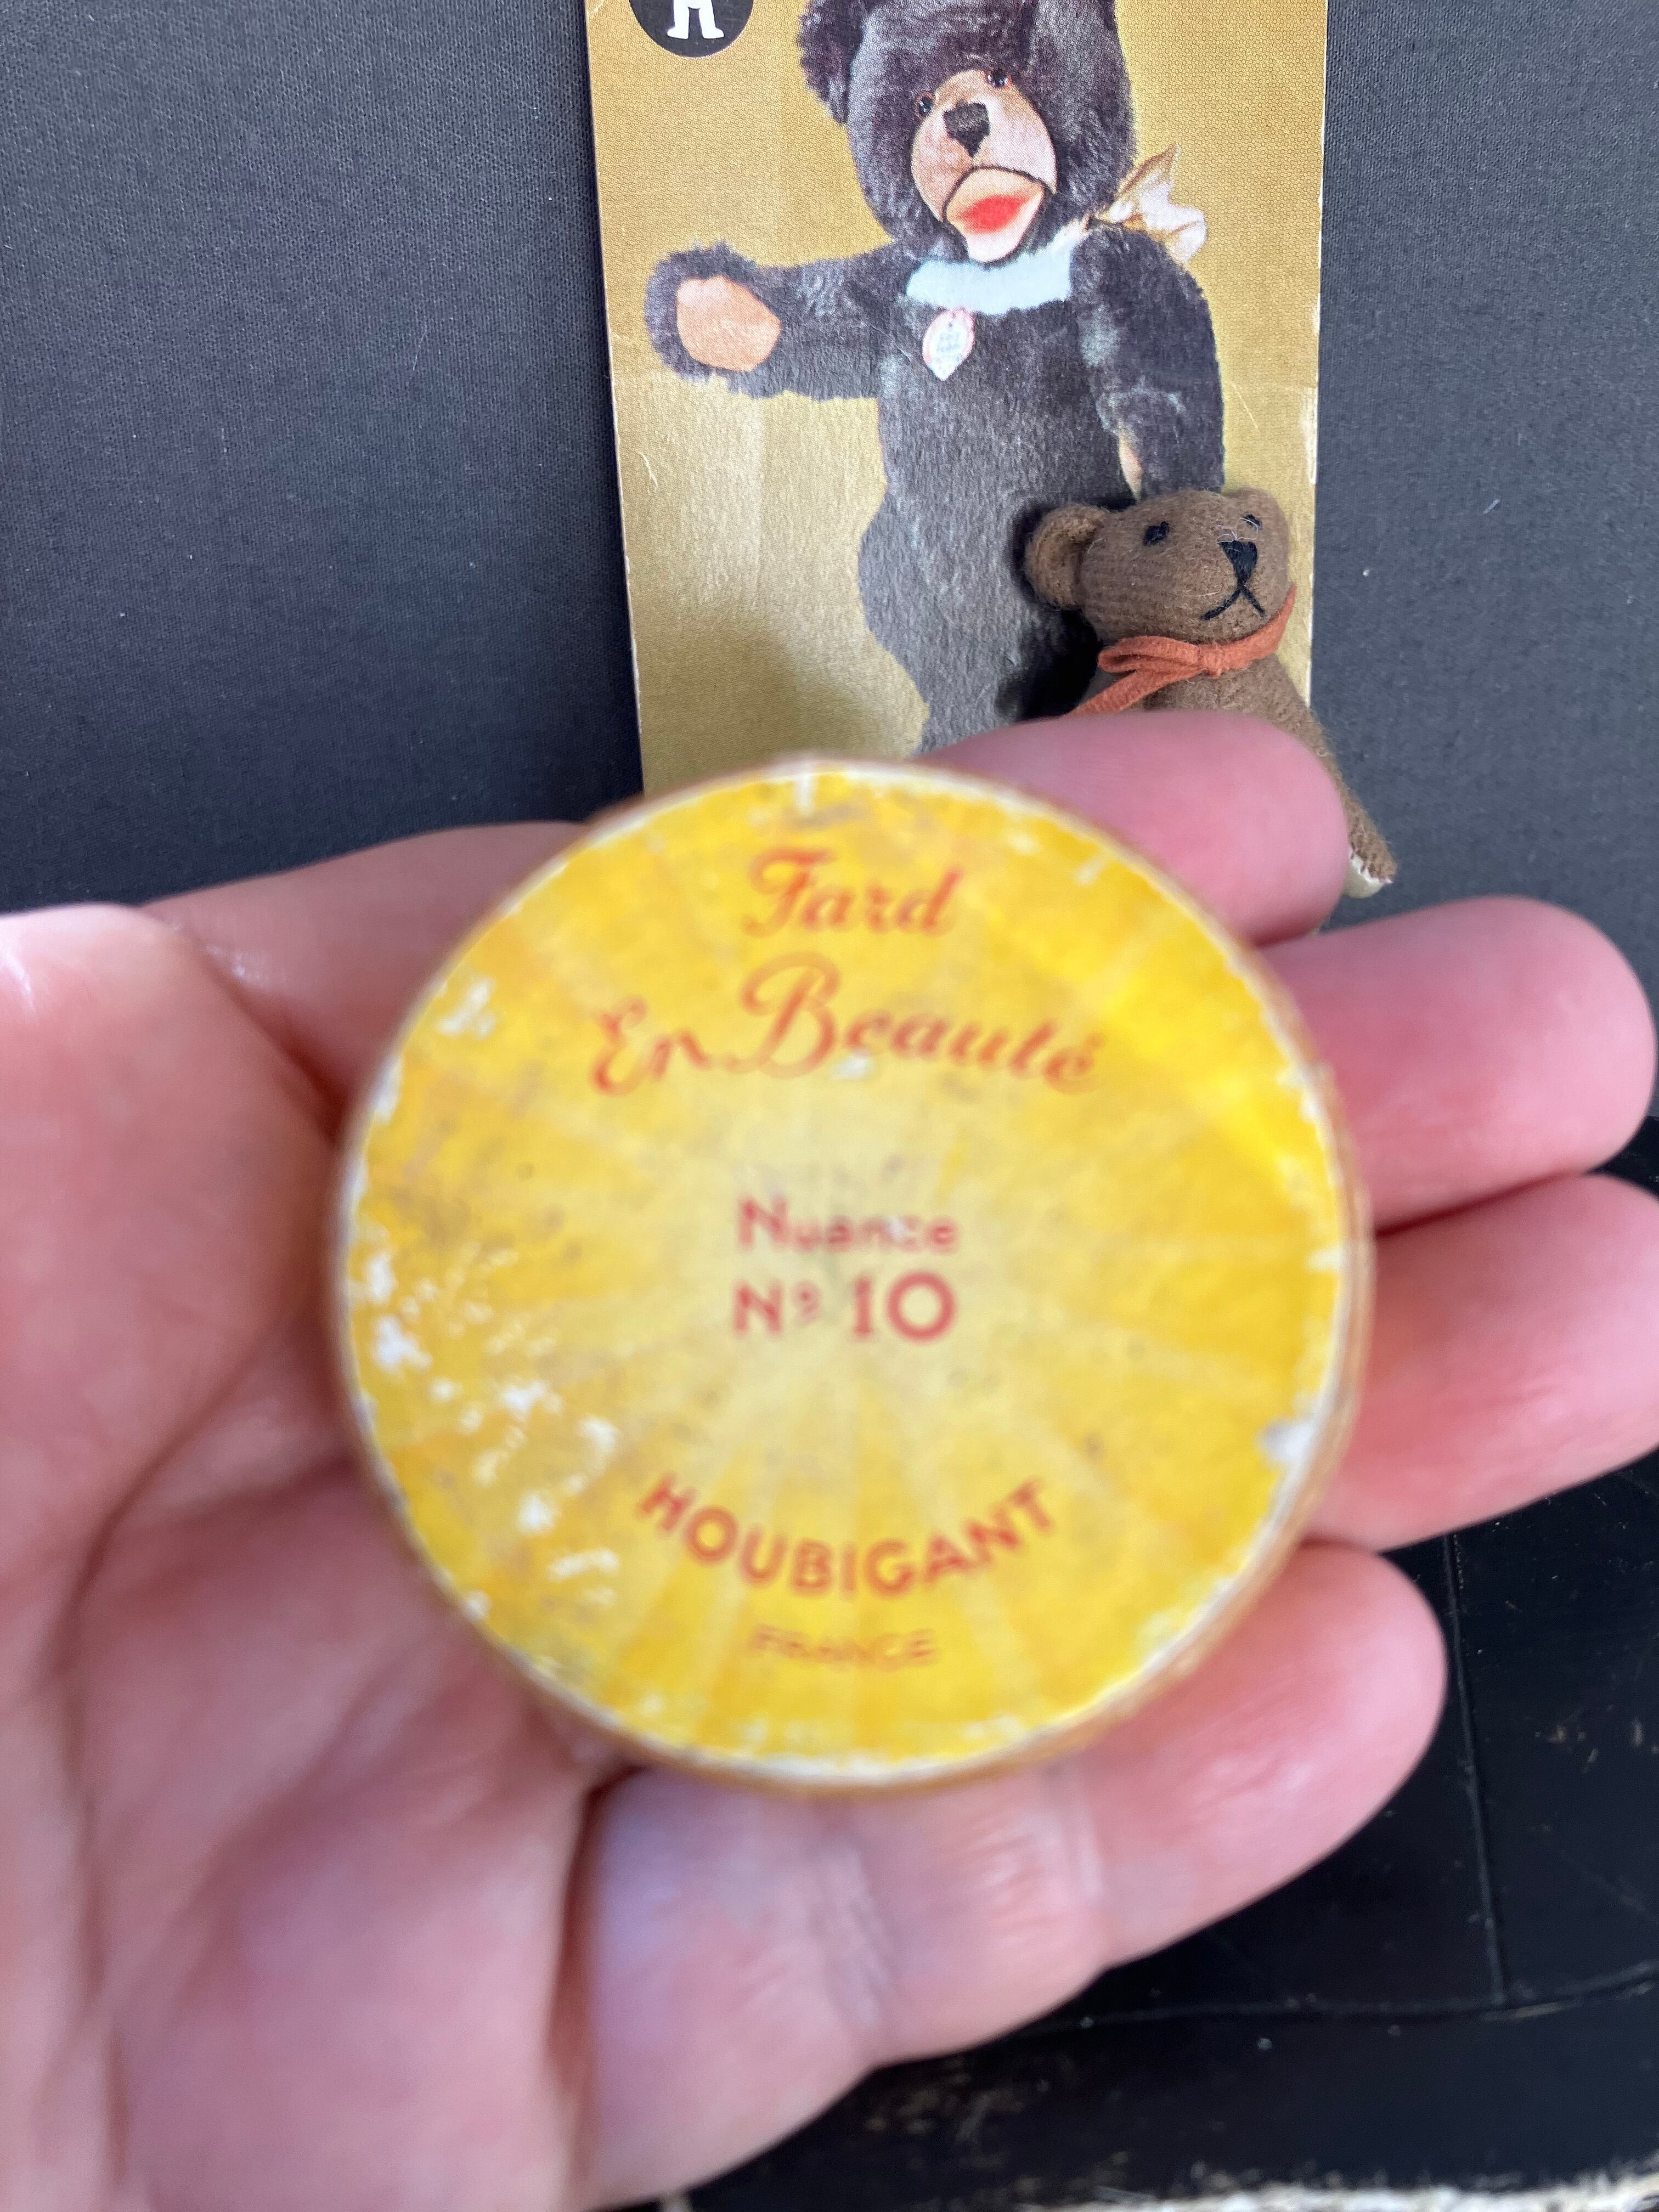 Fard
En Beauté
Nuance
Nº 10
HOUBIGANT
FRANCE